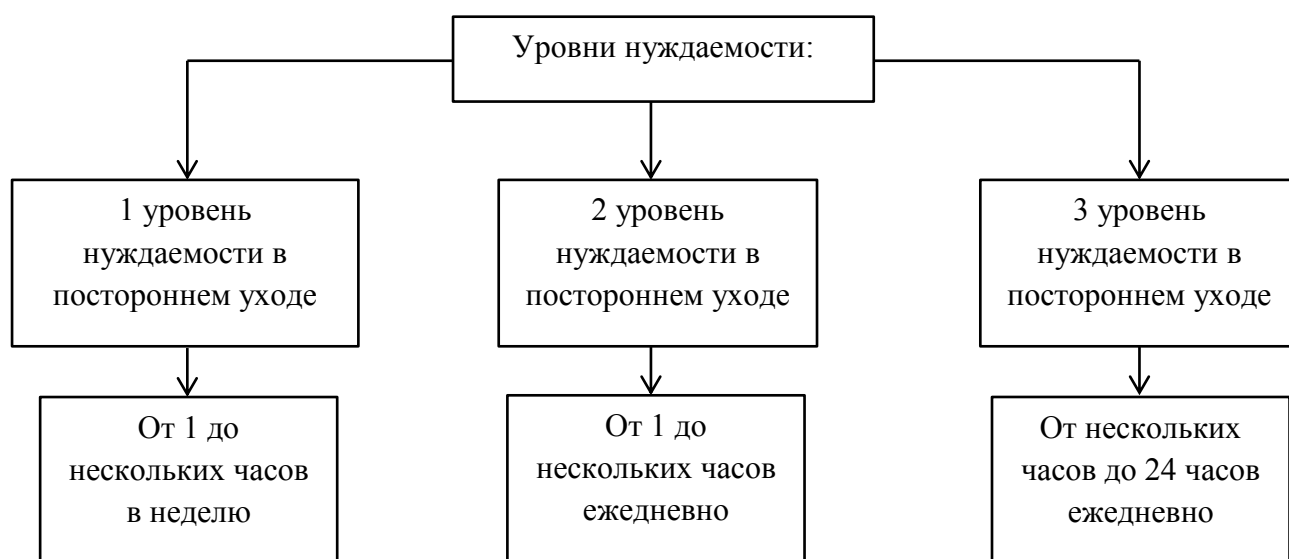 Уровни нуждаемости:
1 уровень
нуждаемости в
постороннем уходе
2 уровень
нуждаемости в
постороннем уходе
3 уровень
нуждаемости в
постороннем уходе
От 1 до
нескольких часов
в неделю
От 1 до
нескольких часов
ежедневно
От нескольких
часов до 24 часов
ежедневно